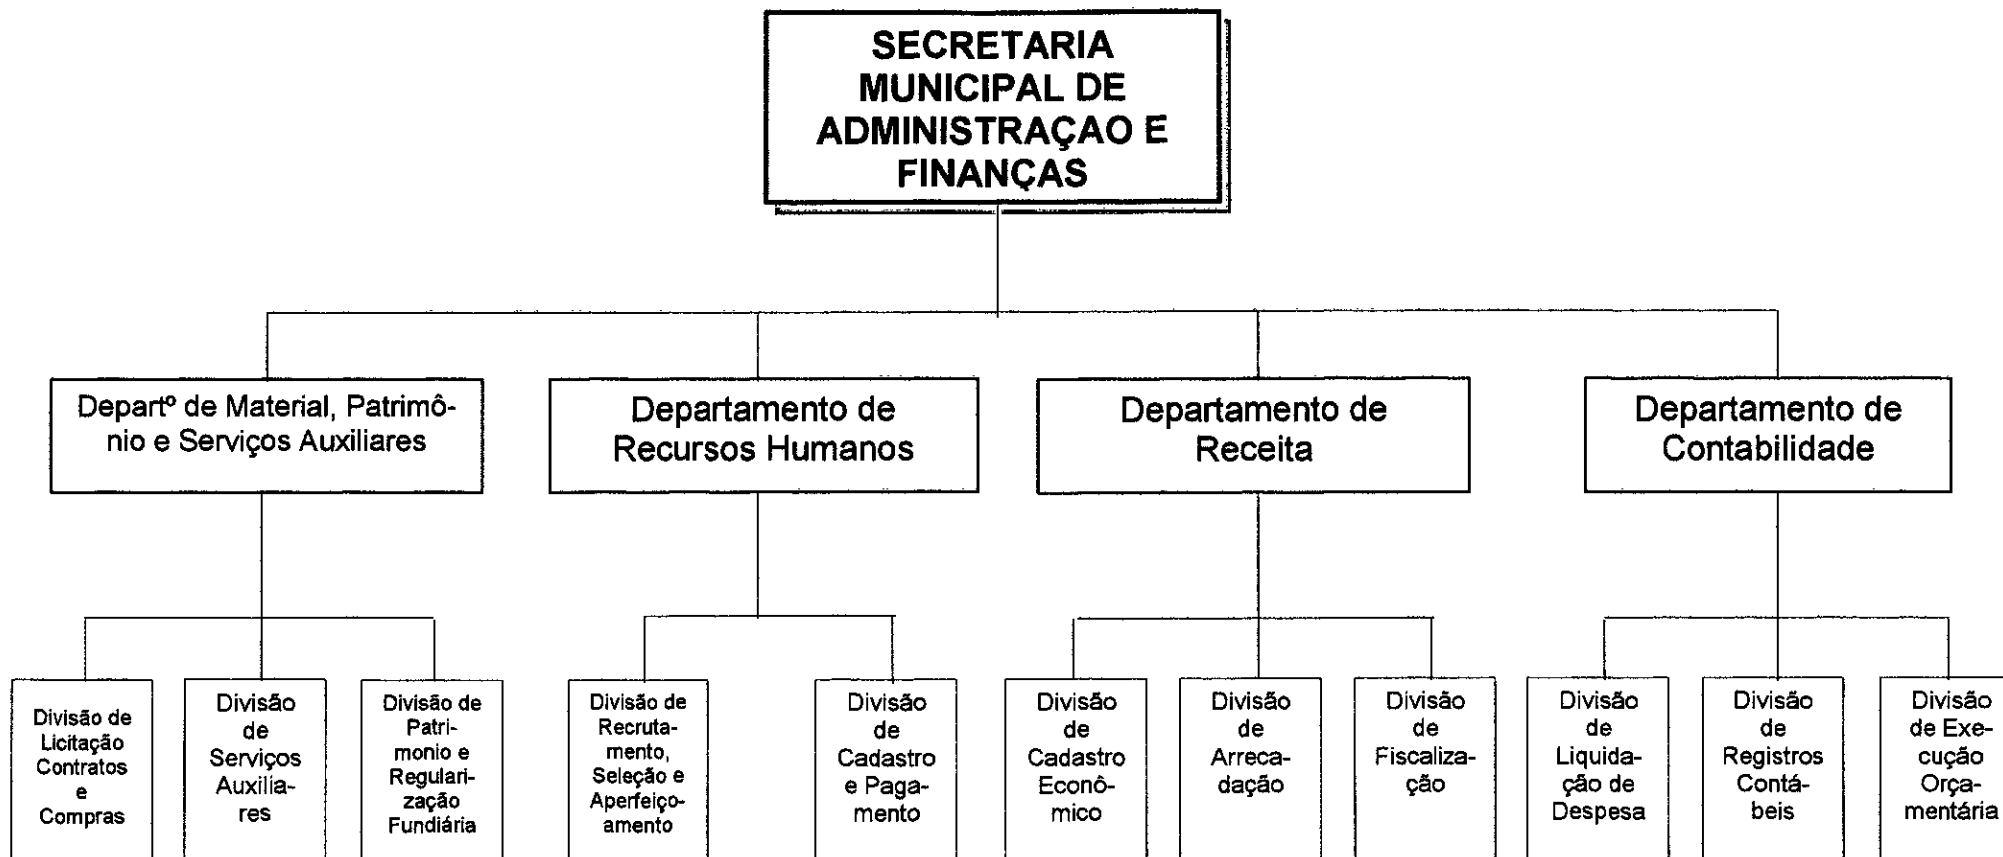 SECRETARIA
MUNICIPAL DE
ADMINISTRAÇAO E
FINANÇAS
Departº de Material, Patrimô-
nio e Serviços Auxiliares
Departamento de
Recursos Humanos
Departamento de
Receita
Departamento de
Contabilidade
Divisão de
Licitação
Contratos
e
Compras
Divisão
de
Serviços
Auxilia-
res
Divisão de
Patri-
monio e
Regulari-
zação
Fundiária
Divisão de
Recruta-
mento,
Seleção e
Aperfeiço-
amento
Divisão
de
Cadastro
e Paga-
mento
Divisão
de
Cadastro
Econô-
mico
Divisão
de
Arreca-
dação
Divisão
de
Fiscaliza-
ção
Divisão
de
Liquida-
ção de
Despesa
Divisão
de
Registros
Contá-
beis
Divisão
de Exe-
cução
Orça-
mentária